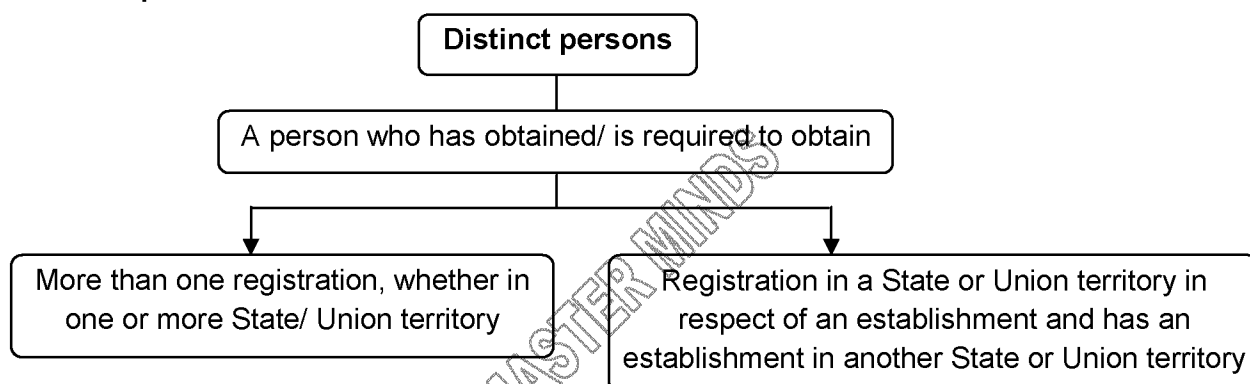 Distinct persons
A person who has obtained/ is required to obtain
More than one registration, whether in
one or more State/ Union territory
Registration in a State or Union territory in
respect of an establishment and has an
establishment in another State or Union territory
MASTER MINDS